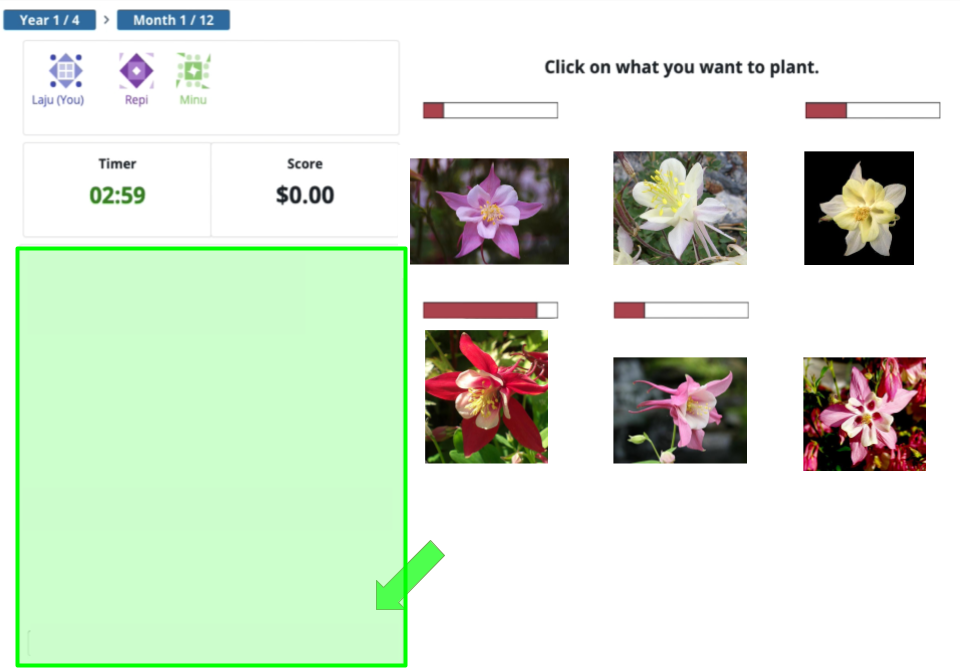 Year 1 / 4 > Month 1 / 12
Click on what you want to plant.
Laju (You) Repi Minu
Timer Score
02:59 $0.00